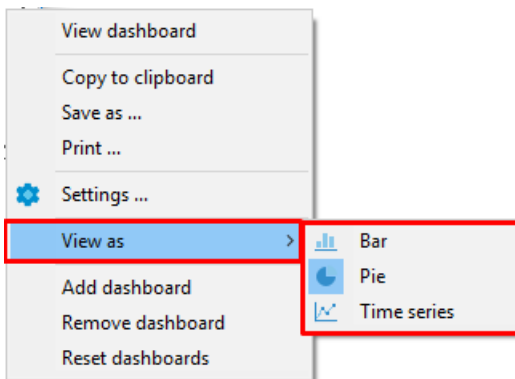 View dashboard
Copy to clipboard
Save as ...
Print ...
Settings ...
View as
Bar
Pie
Time series
Add dashboard
Remove dashboard
Reset dashboards